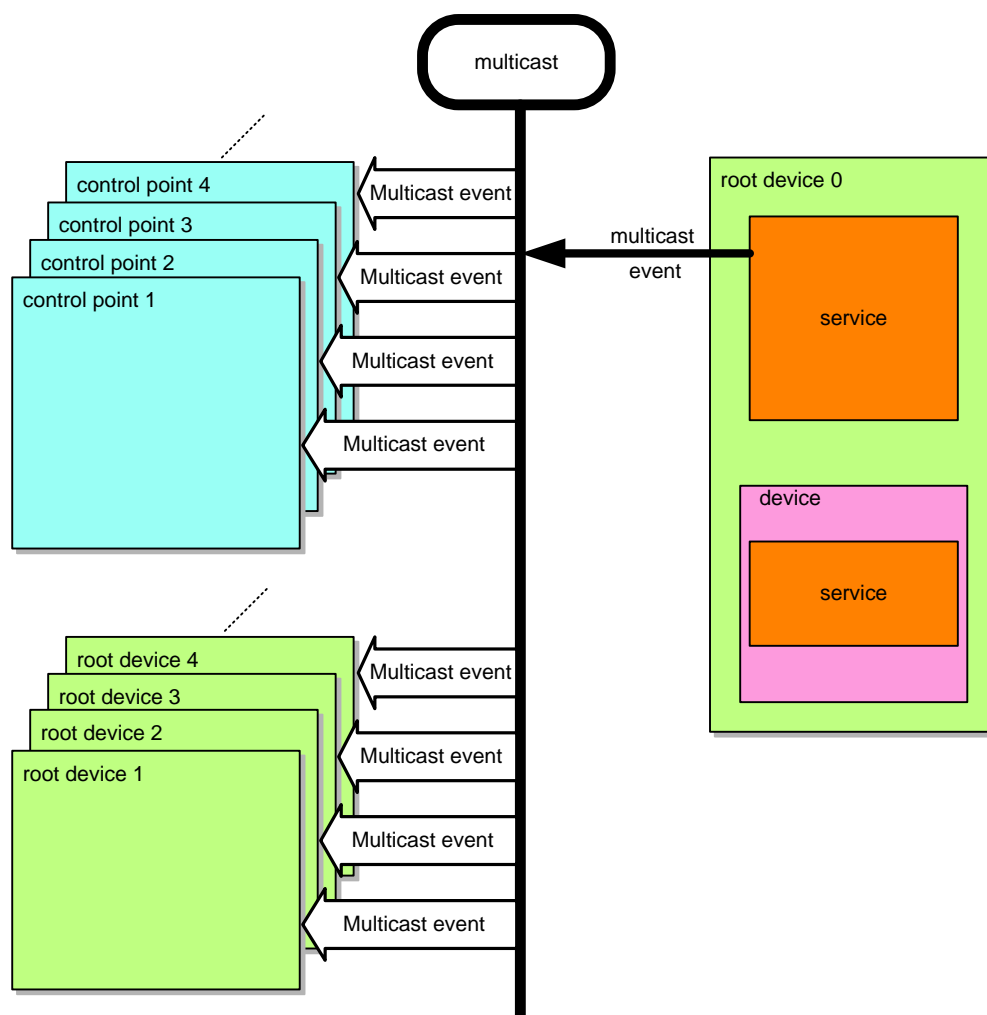 multicast
control point 4
control point 3
control point 2
control point 1
Multicast event
Multicast event
Multicast event
Multicast event
root device 0
multicast
event
service
device
service
root device 4
root device 3
root device 2
root device 1
Multicast event
Multicast event
Multicast event
Multicast event